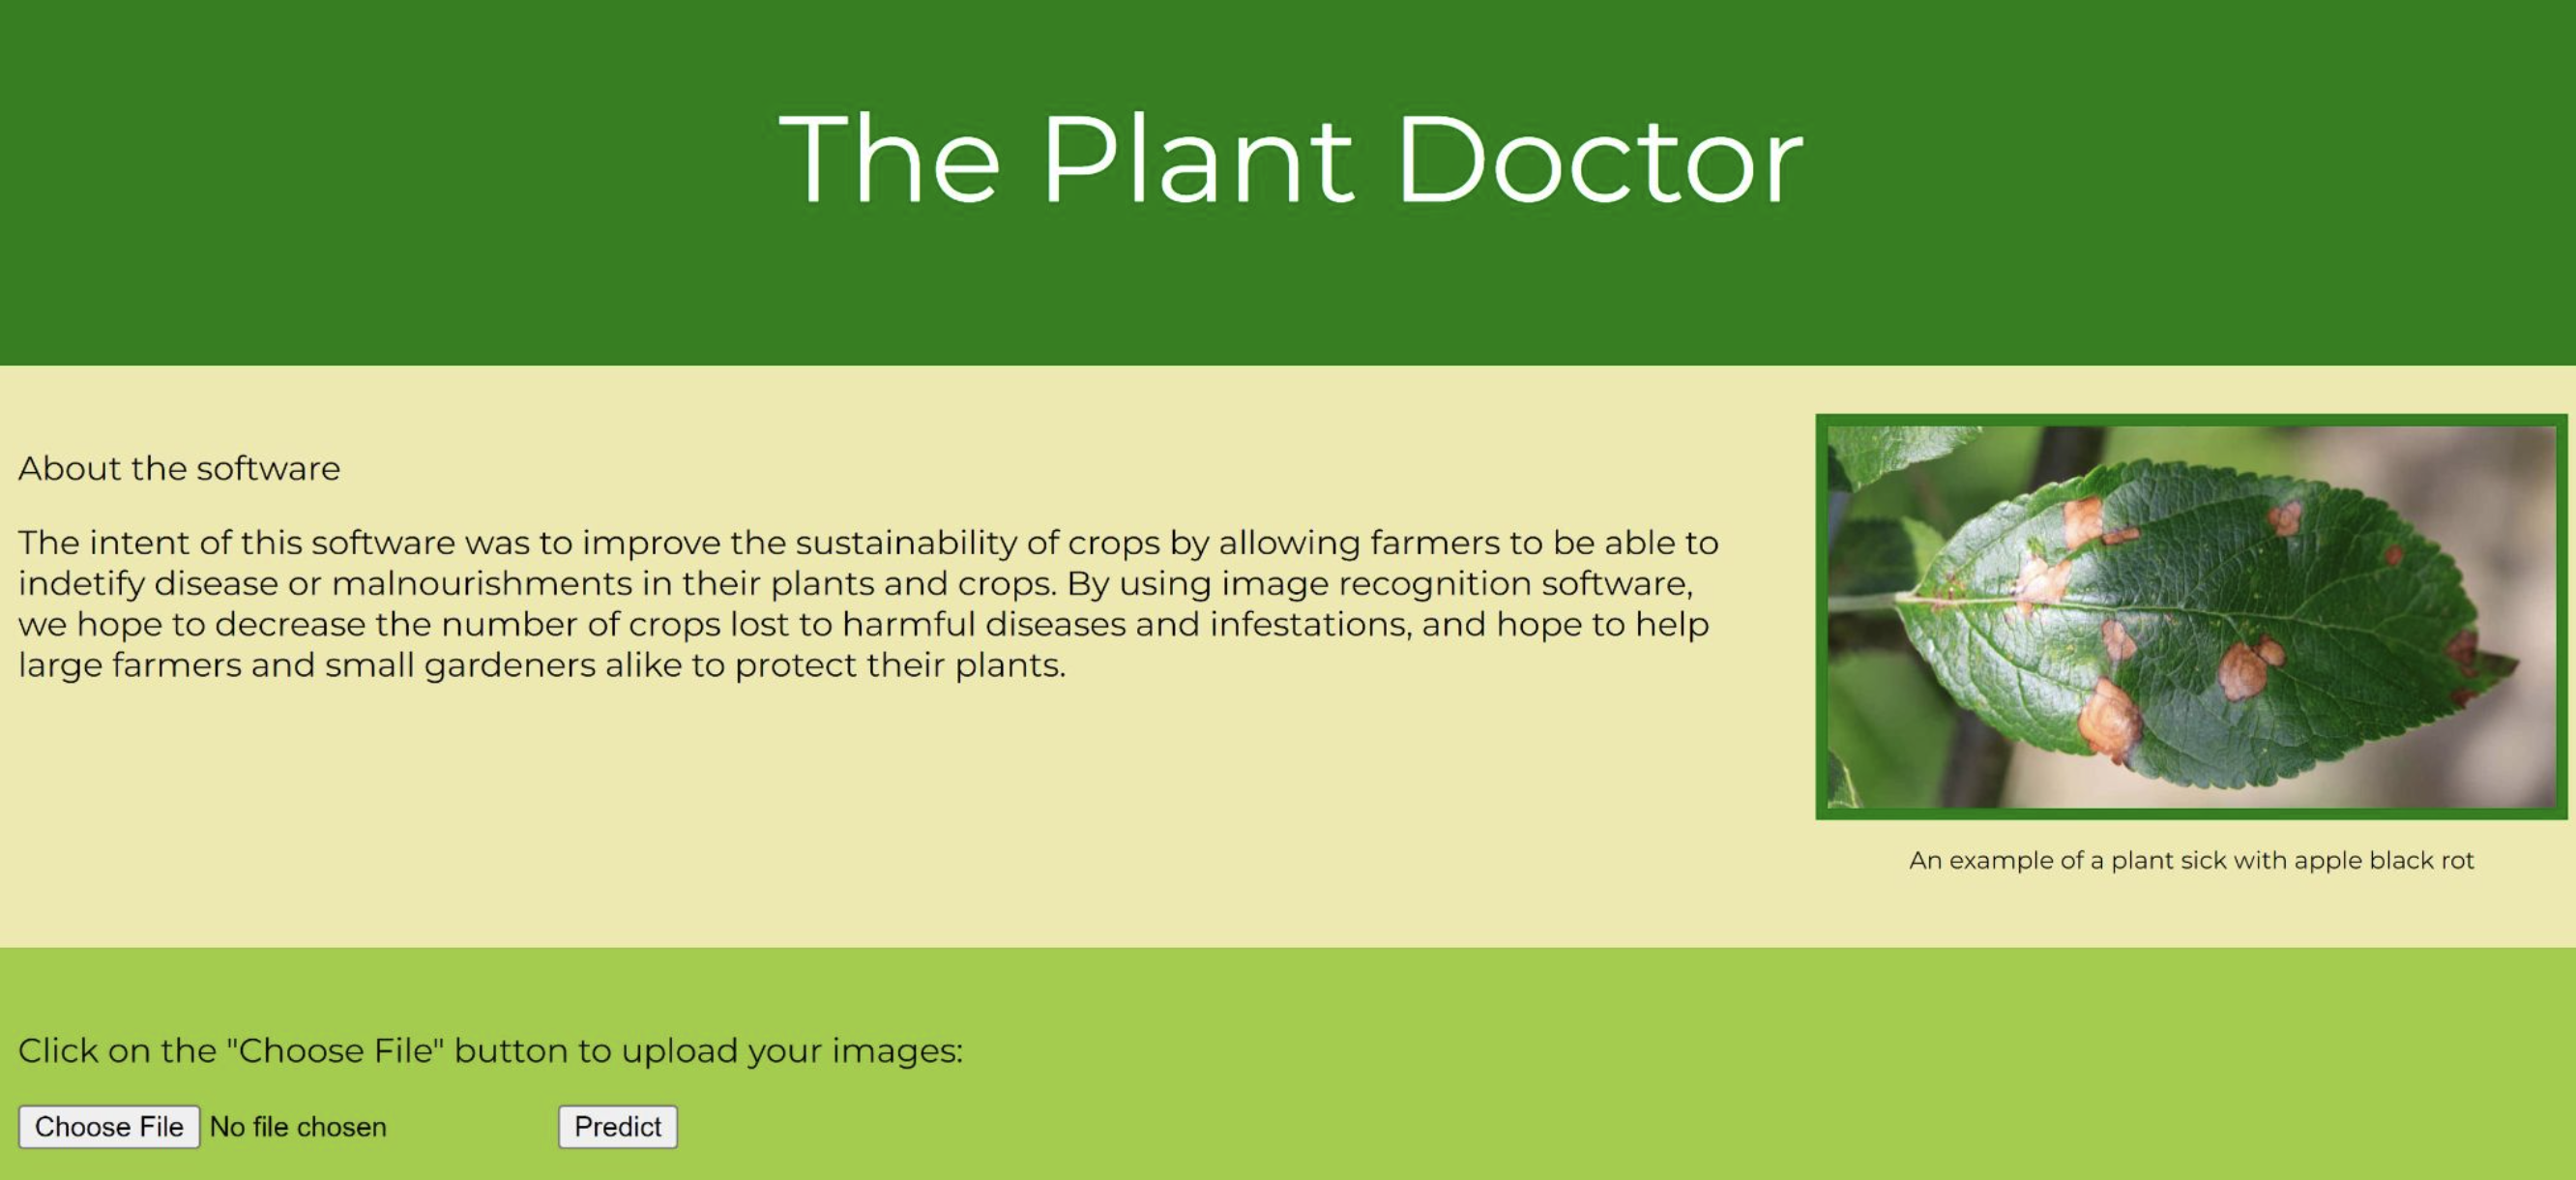 The Plant Doctor
About the software
The intent of this software was to improve the sustainability of crops by allowing farmers to be able to
indetify disease or malnourishments in their plants and crops. By using image recognition software,
we hope to decrease the number of crops lost to harmful diseases and infestations, and hope to help
large farmers and small gardeners alike to protect their plants.
An example of a plant sick with apple black rot
Click on the "Choose File" button to upload your images:
Choose File No file chosen Predict